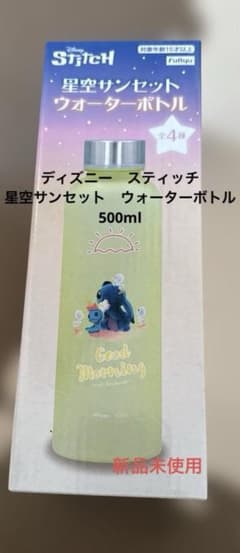 Disney
STITCH
対象年齢15才以上
FuRyu
星空サンセット
ウォーターボトル
全4種
ディズニー　スティッチ
星空サンセット　ウォーターボトル
500ml
Good
Morning
新品未使用